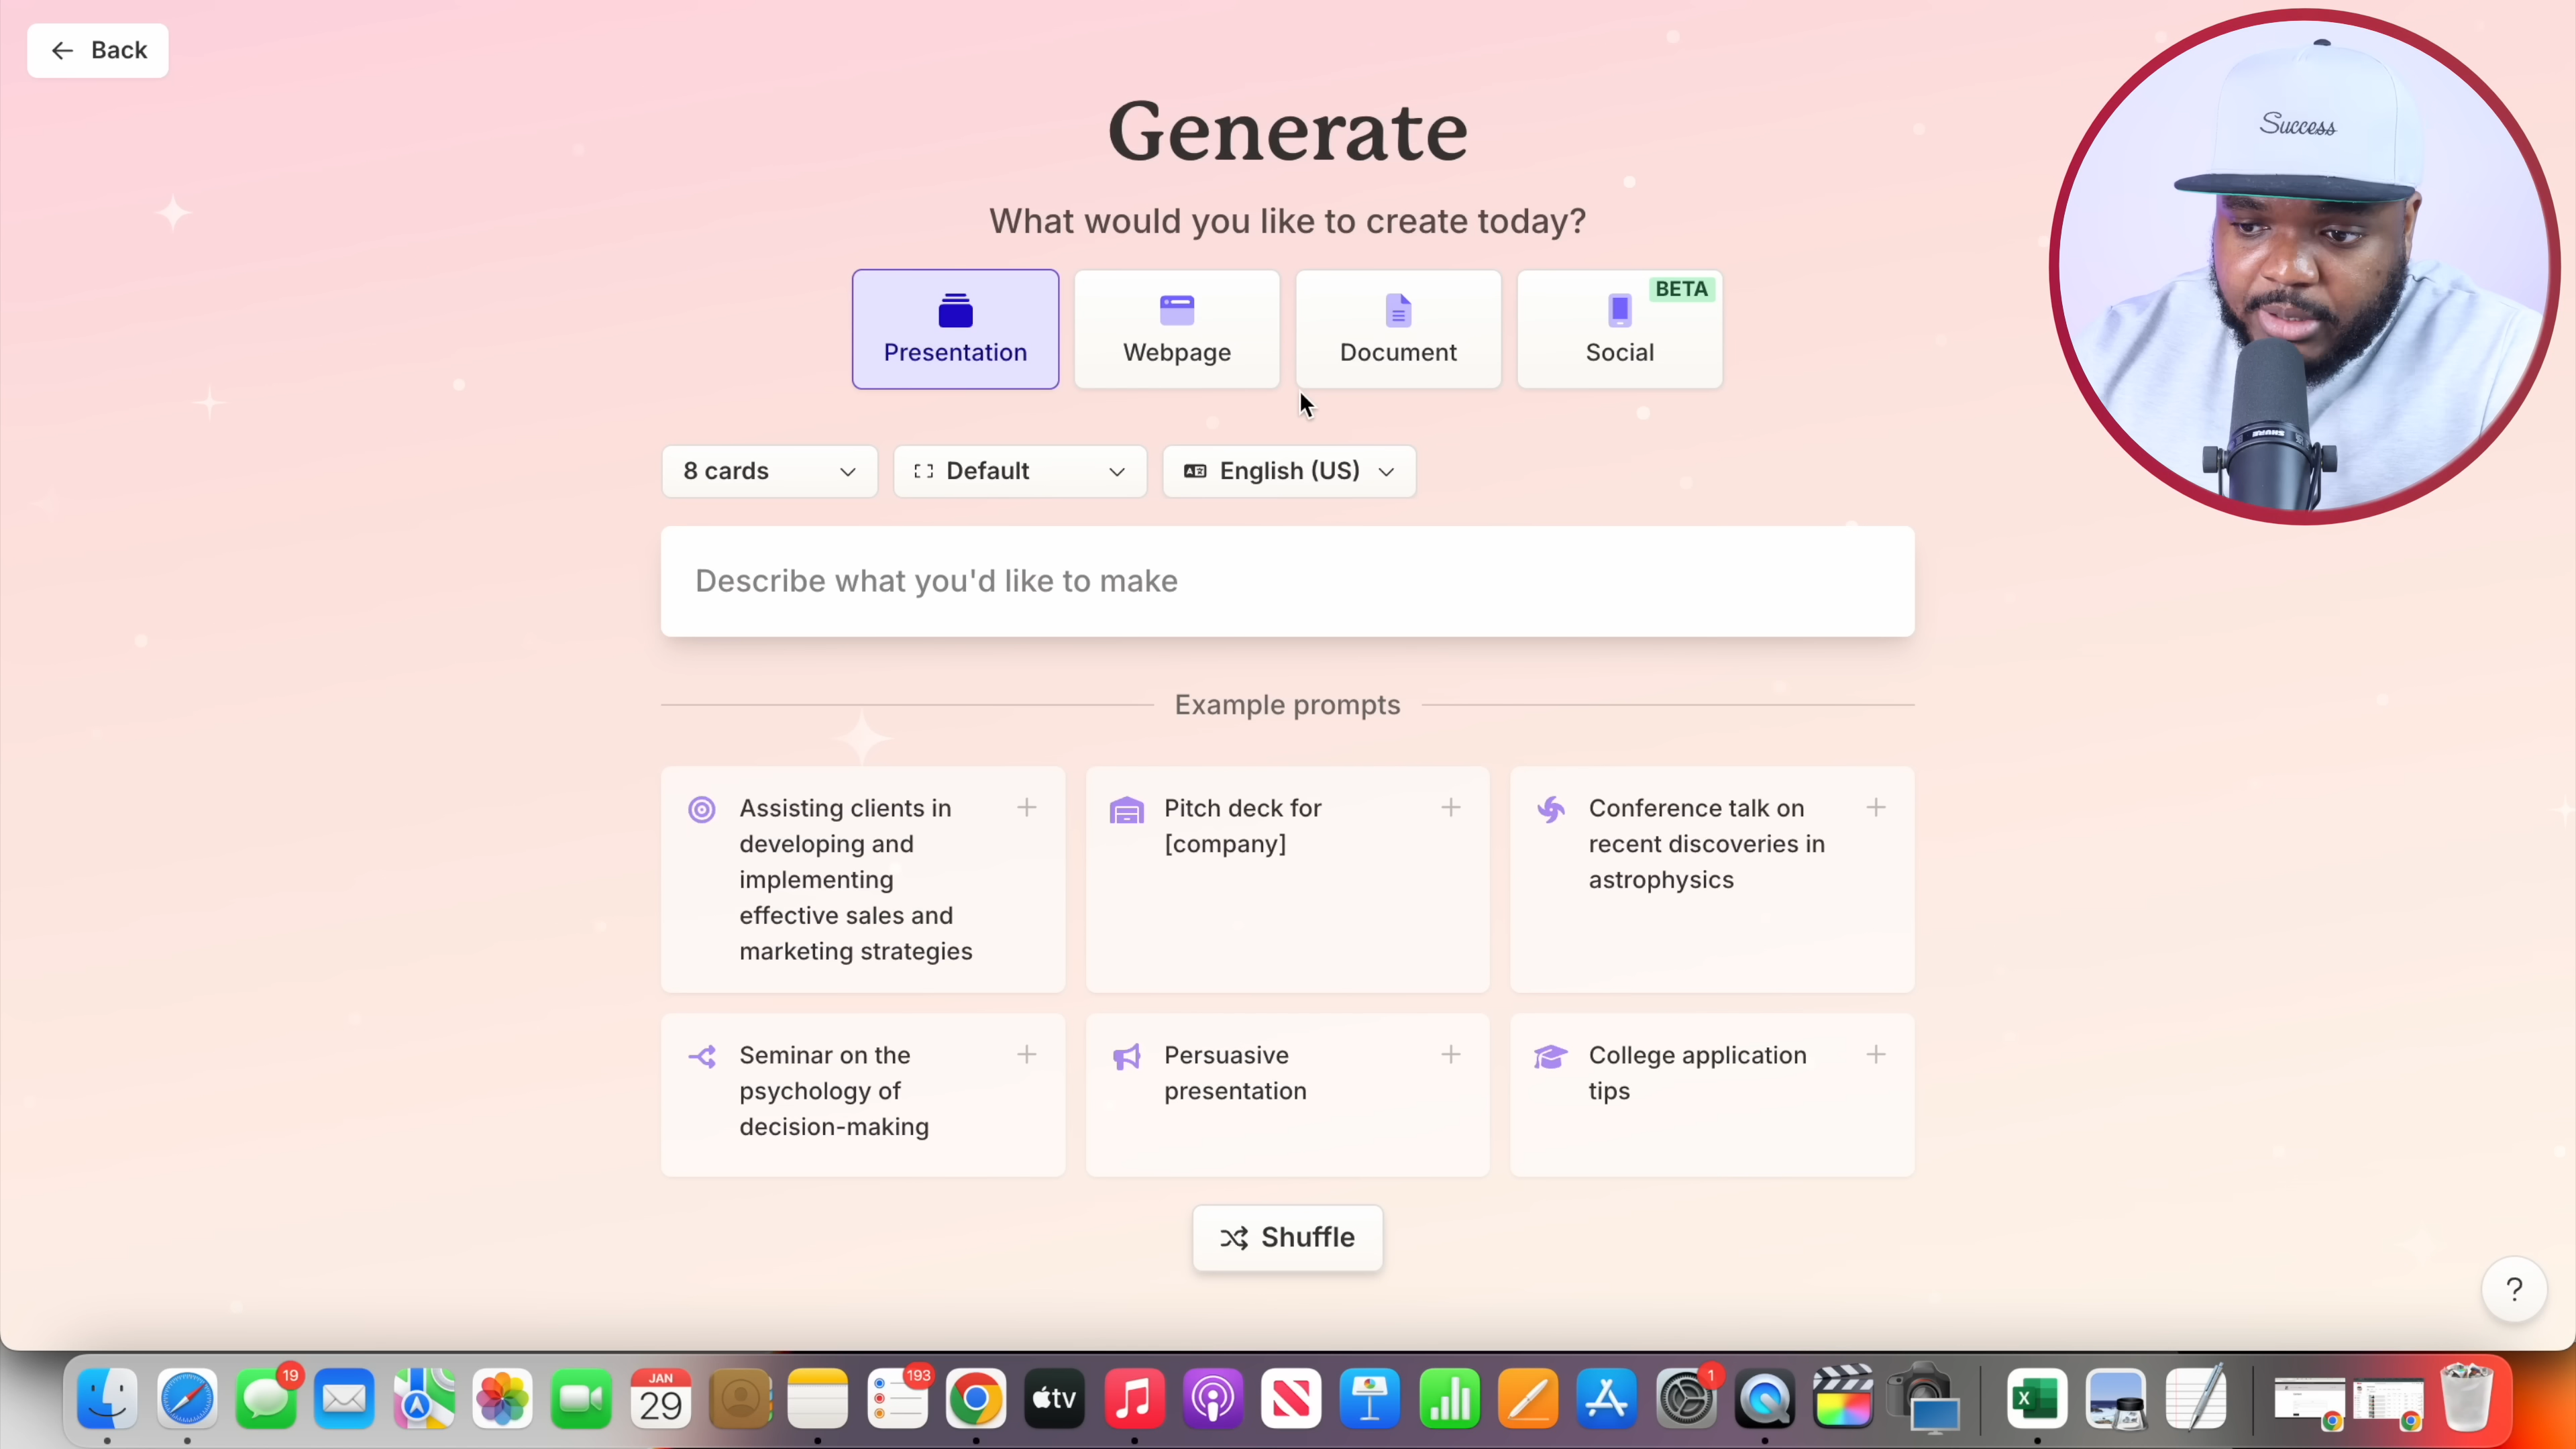 Back
Success
Generate
What would you like to create today?
Presentation
Webpage
Document
BETA
Social
8 cards
Default
English (US)
Describe what you'd like to make
Example prompts
Assisting clients in
developing and
implementing
effective sales and
marketing strategies
Pitch deck for
[company]
Conference talk on
recent discoveries in
astrophysics
Seminar on the
psychology of
decision-making
Persuasive
presentation
College application
tips
Shuffle
?
19
JAN
29
193
tv
1
X